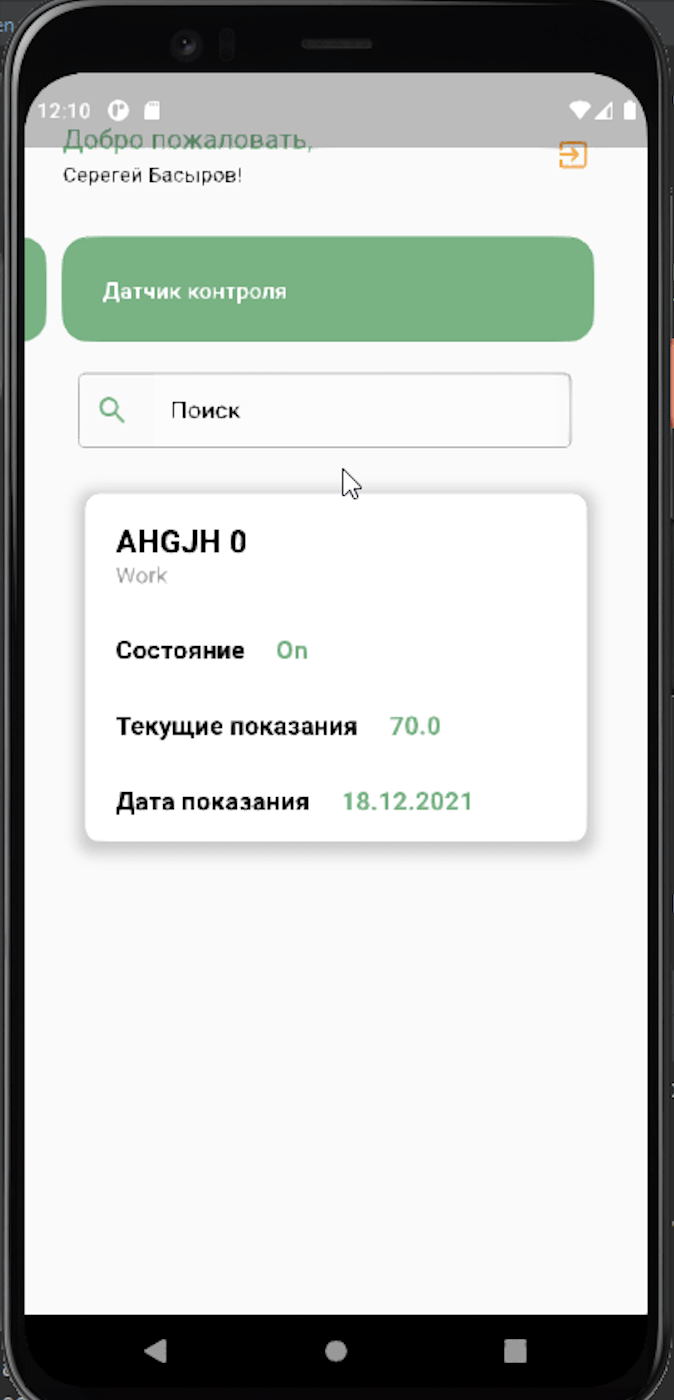 12:10
Добро пожаловать,
Серегей Басыров!
Датчик контроля
Поиск
AHGJH 0
Work
Состояние On
Текущие показания 70.0
Дата показания 18.12.2021